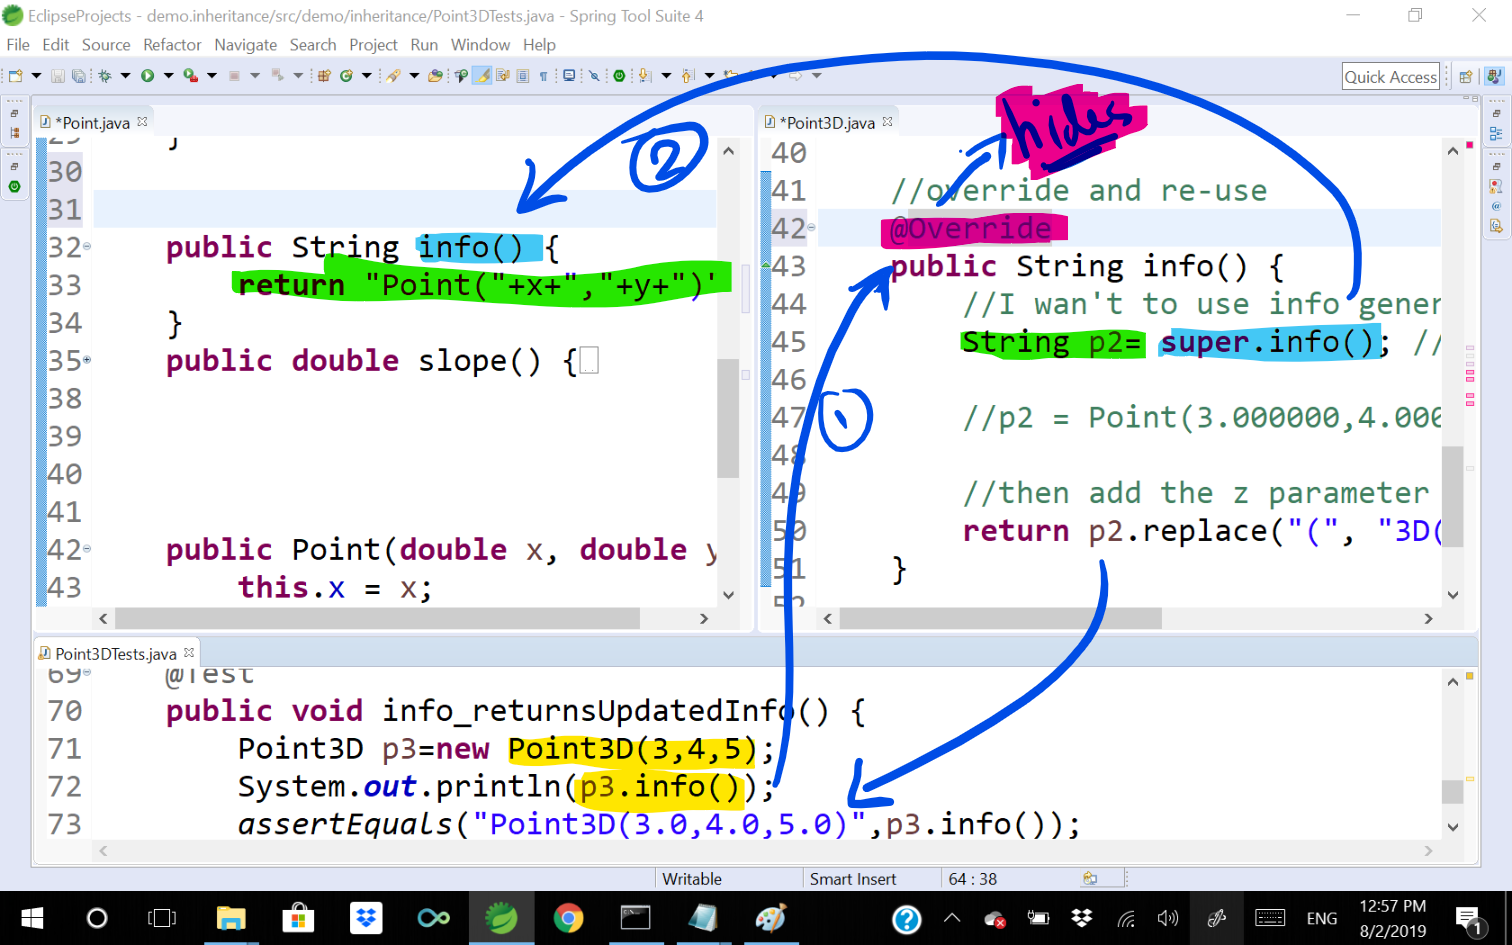 EclipseProjects - demo.inheritance/src/demo/inheritance/Point3DTests.java - Spring Tool Suite 4
File Edit Source Refactor Navigate Search Project Run Window Help
Quick Access
*Point.java
30
31
32 public String info() {
33 return "Point("+x+","+y+")"
34 }
35 public double slope() {
38
39
40
41
42 public Point(double x, double y
43 this.x = x;
②
*Point3D.java
hides
40
41 //override and re-use
42 @Override
43 public String info() {
44 //I wan't to use info gener
45 String p2= super.info(); //
46
47 //p2 = Point(3.000000,4.000
48
49 //then add the z parameter
50 return p2.replace("(", "3D(
51 }
52
①
Point3DTests.java
69 @Test
70 public void info_returnsUpdatedInfo() {
71 Point3D p3=new Point3D(3,4,5);
72 System.out.println(p3.info());
73 assertEquals("Point3D(3.0,4.0,5.0)",p3.info());
Writable Smart Insert 64 : 38
ENG
12:57 PM
8/2/2019
1